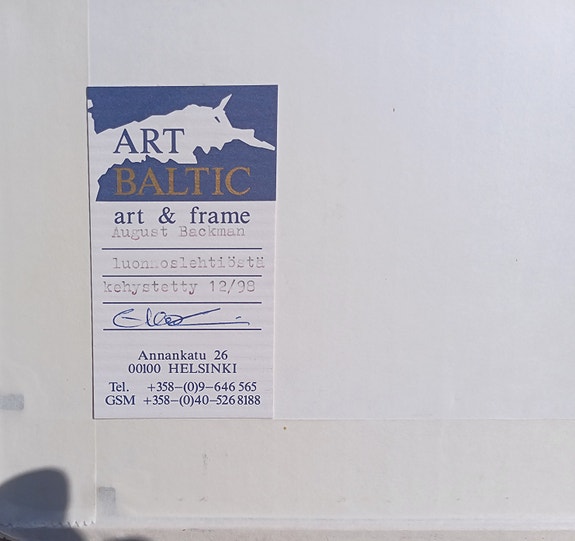 ART
BALTIC
art & frame
August Backman
luonnoslehtiöstä
kehystetty 12/98
Annankatu 26
00100 HELSINKI
Tel. +358–(0)9–646 565
GSM +358–(0)40–526 8188